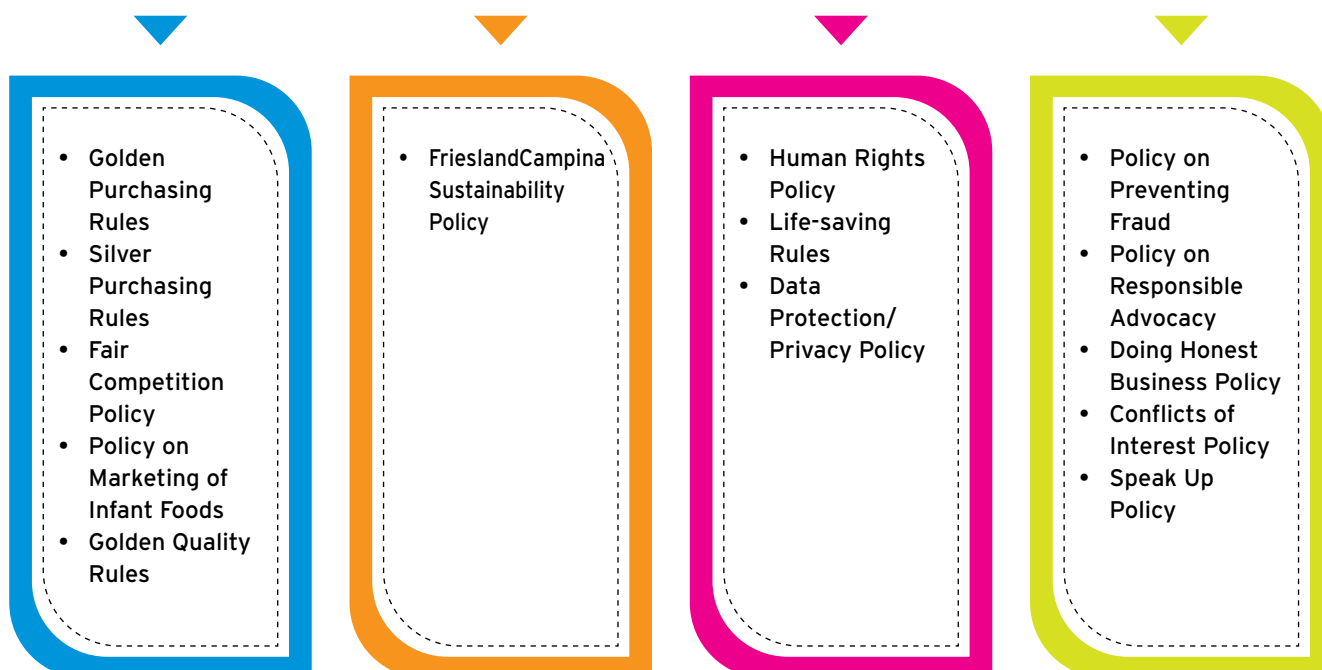 • Golden
Purchasing
Rules
• Silver
Purchasing
Rules
• Fair
Competition
Policy
• Policy on
Marketing of
Infant Foods
• Golden Quality
Rules
• FrieslandCampina
Sustainability
Policy
• Human Rights
Policy
• Life-saving
Rules
• Data
Protection/
Privacy Policy
• Policy on
Preventing
Fraud
• Policy on
Responsible
Advocacy
• Doing Honest
Business Policy
• Conflicts of
Interest Policy
• Speak Up
Policy